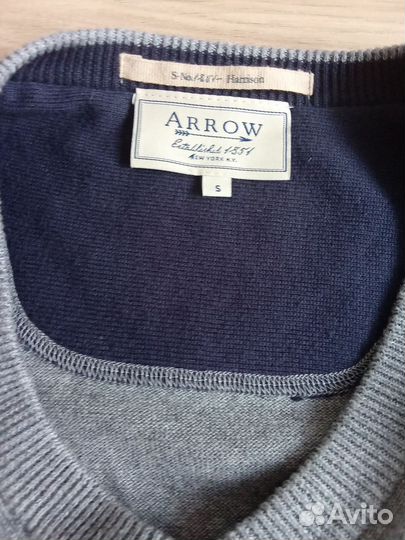 S-No. 1851- Harrison
ARROW
Established 1851
NEW YORK N.Y.
S
Avito